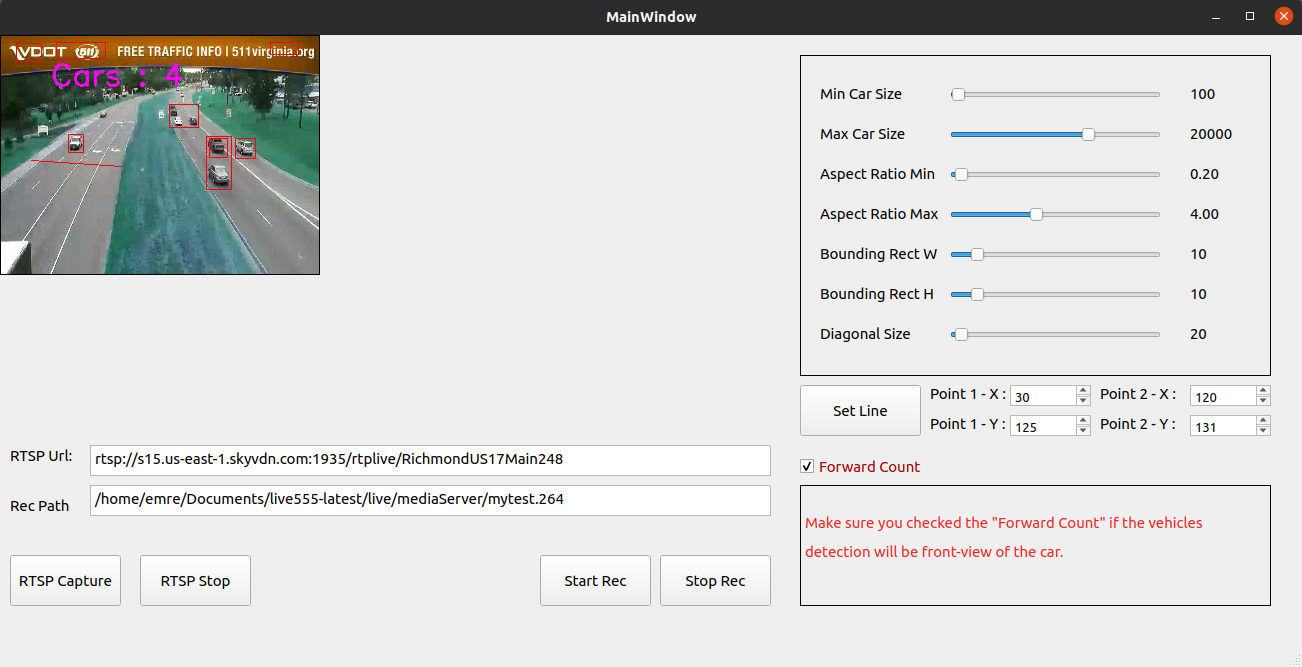 MainWindow
VDOT 511 FREE TRAFFIC INFO | 511virginia.org
Cars : 4
Min Car Size 100
Max Car Size 20000
Aspect Ratio Min 0.20
Aspect Ratio Max 4.00
Bounding Rect W 10
Bounding Rect H 10
Diagonal Size 20
Set Line
Point 1 - X : 30 Point 2 - X : 120
Point 1 - Y : 125 Point 2 - Y : 131
RTSP Url: rtsp://s15.us-east-1.skyvdn.com:1935/rtplive/RichmondUS17Main248
Rec Path /home/emre/Documents/live555-latest/live/mediaServer/mytest.264
Forward Count
Make sure you checked the "Forward Count" if the vehicles
detection will be front-view of the car.
RTSP Capture RTSP Stop Start Rec Stop Rec